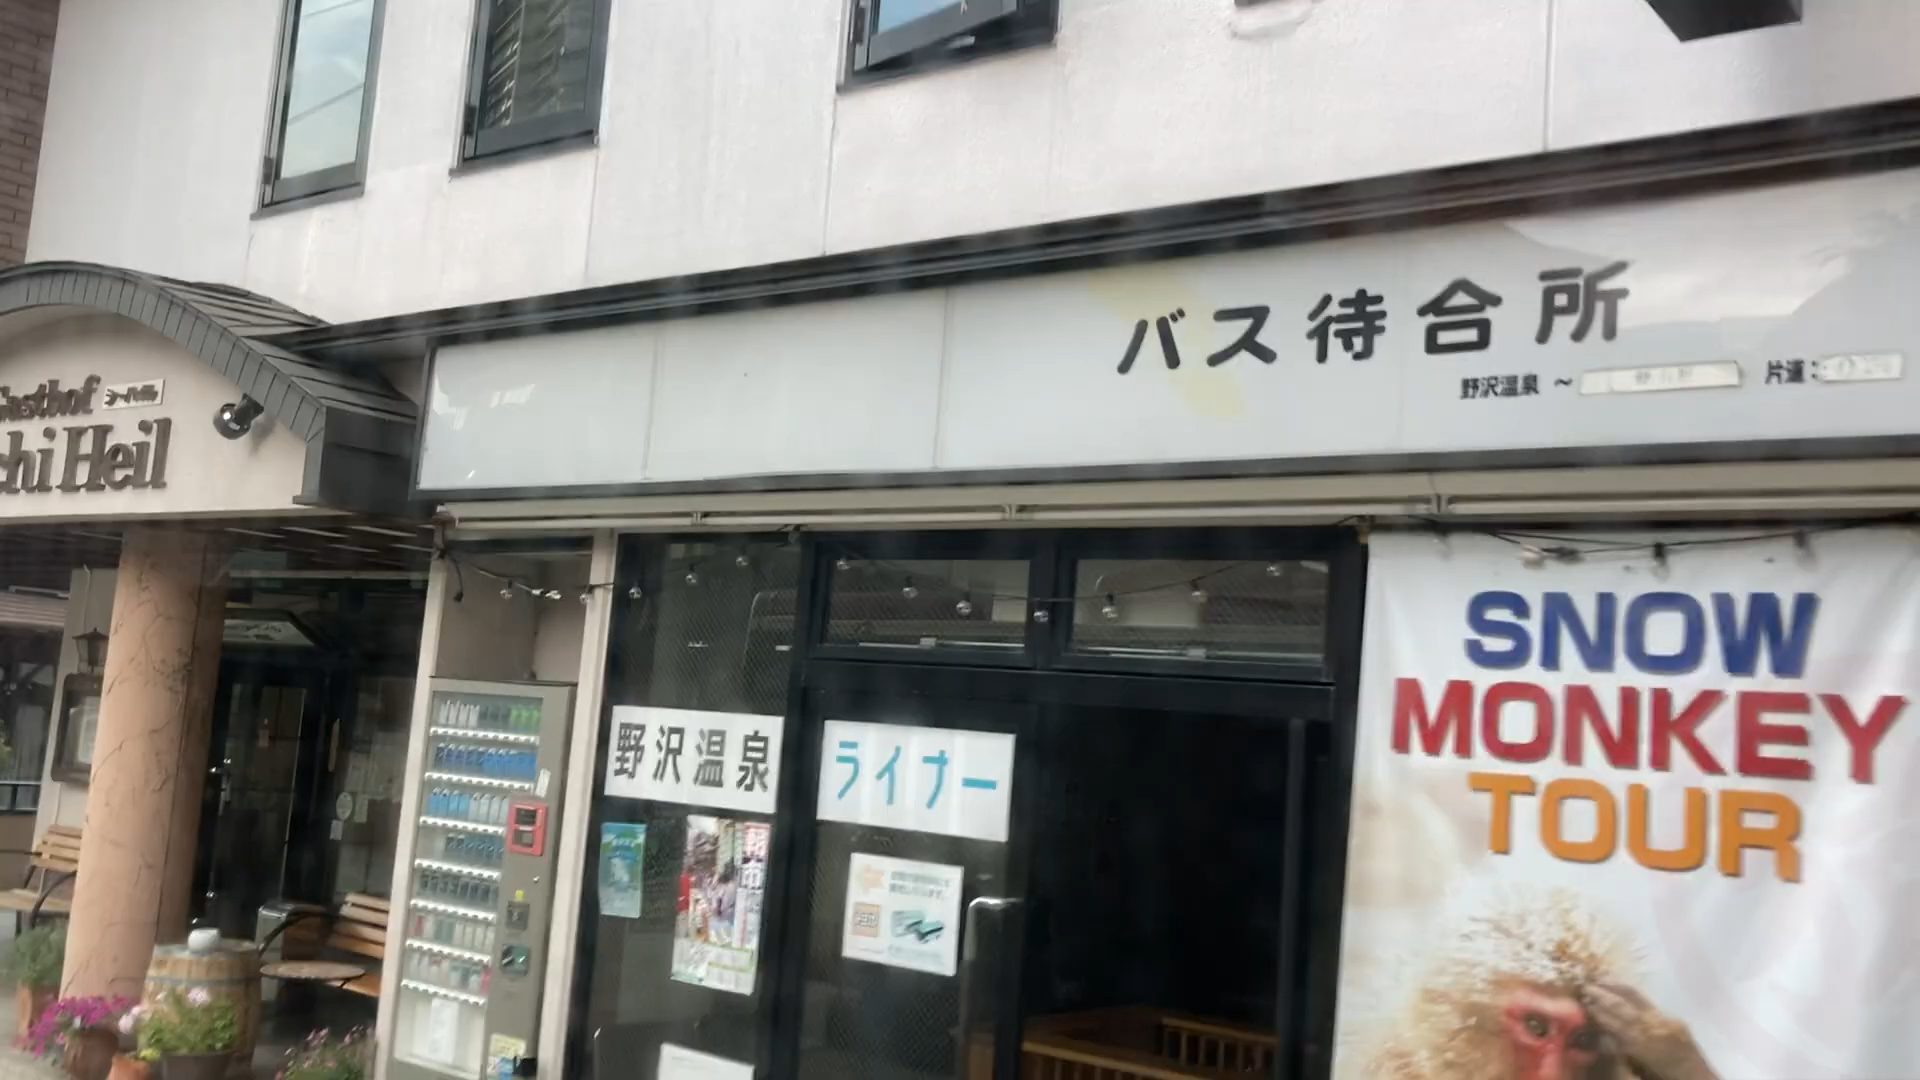 Gasthof シーハイル
chi Heil
バス待合所
野沢温泉 ～
片道:
野沢温泉
ライナー
SNOW
MONKEY
TOUR